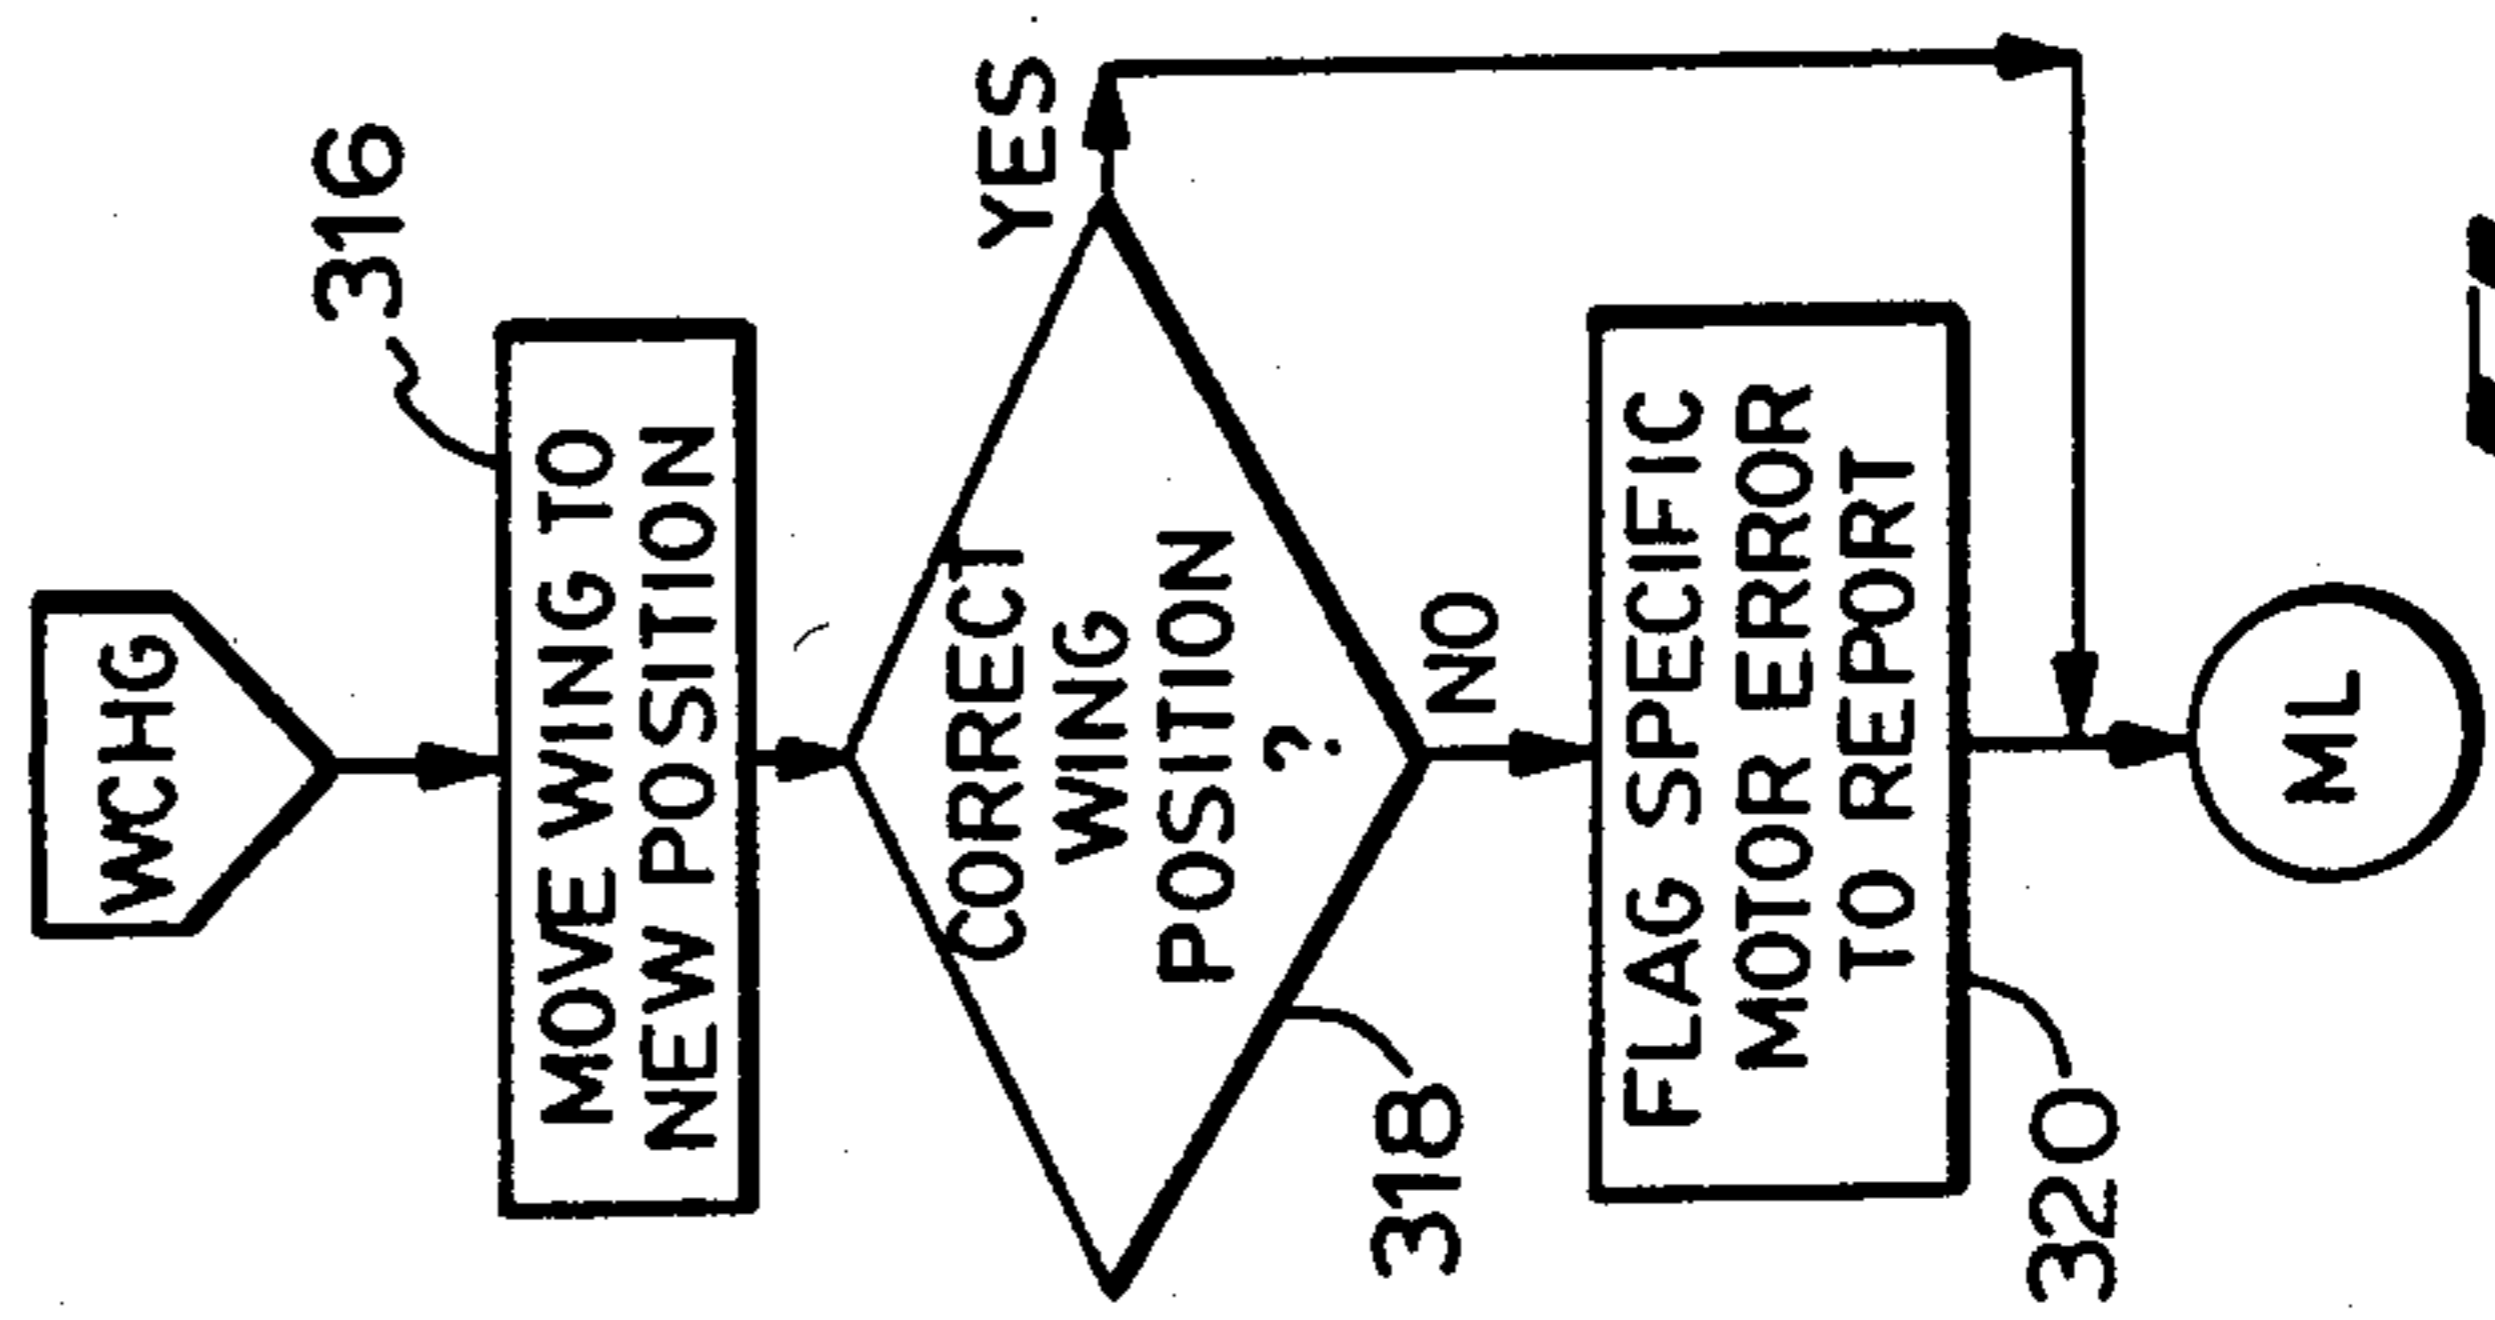 WCHG
316
MOVE WING TO
NEW POSITION
YES
CORRECT
WING
POSITION
?
318
NO
FLAG SPECIFIC
MOTOR ERROR
TO REPORT
320
ML